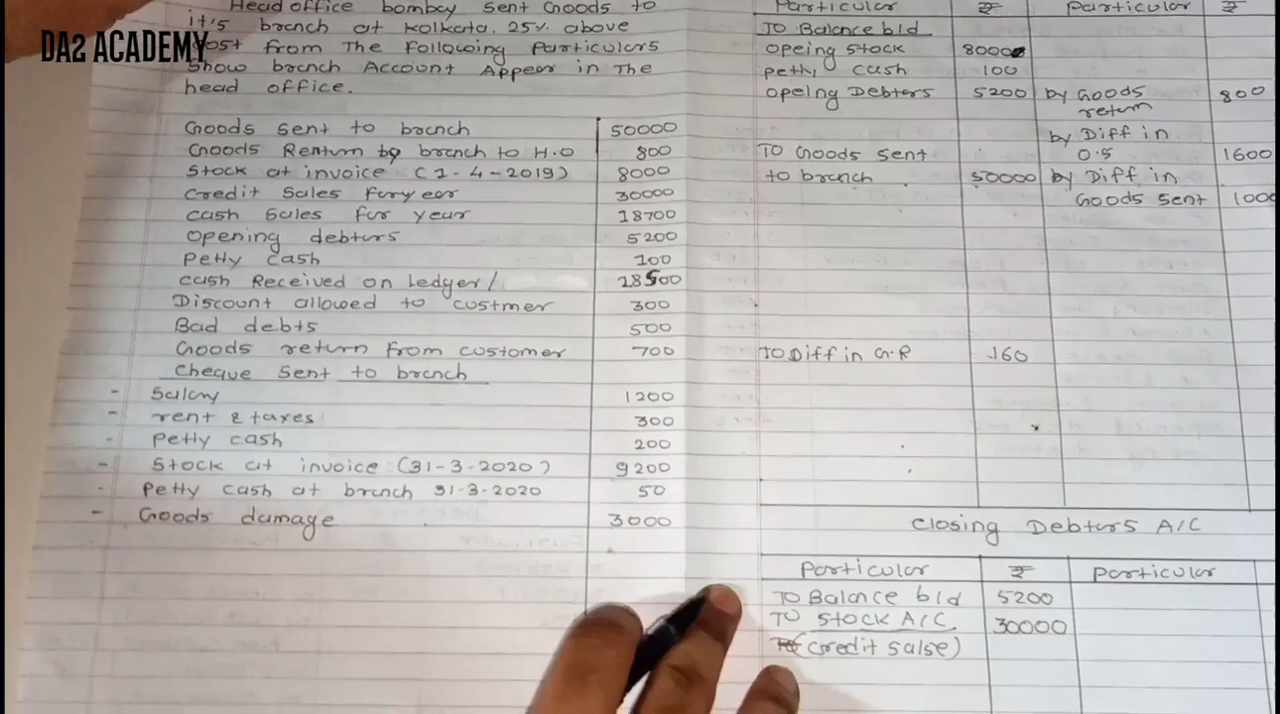 Head office bombay sent Goods to
it's branch at Kolkata. 25% above
DA2 ACADEMY
cost from The Following Particulars
Show branch Account Appear in The
head office.
Goods sent to branch 50000
Goods Renturn by branch to H.O 800
Stock at invoice (1-4-2019) 8000
Credit Sales for year 30000
cash Sales for year 18700
Opening debturs 5200
Petty cash 100
cash Received on Ledger/ 28500
Discount allowed to custmer 300
Bad debts 500
Goods return from customer 700
cheque sent to branch
- Salary 1200
- rent & taxes 300
- Petty cash 200
- Stock at invoice (31-3-2020) 9200
- Petty cash at branch 31-3-2020 50
- Goods damage 3000
Particular ₹ Particular ₹
TO Balance b/d
opeing Stock 8000
petty cash 100
opeing Debters 5200 by Goods 800
return
by Diff in
TO Goods sent 0.5 1600
to branch 50000 by Diff in
Goods sent 1000
TO Diff in G.R 160
Closing Debturs A/C
Particular ₹ Particular
TO Balance b/d 5200
TO Stock A/C. 30000
(credit salse)